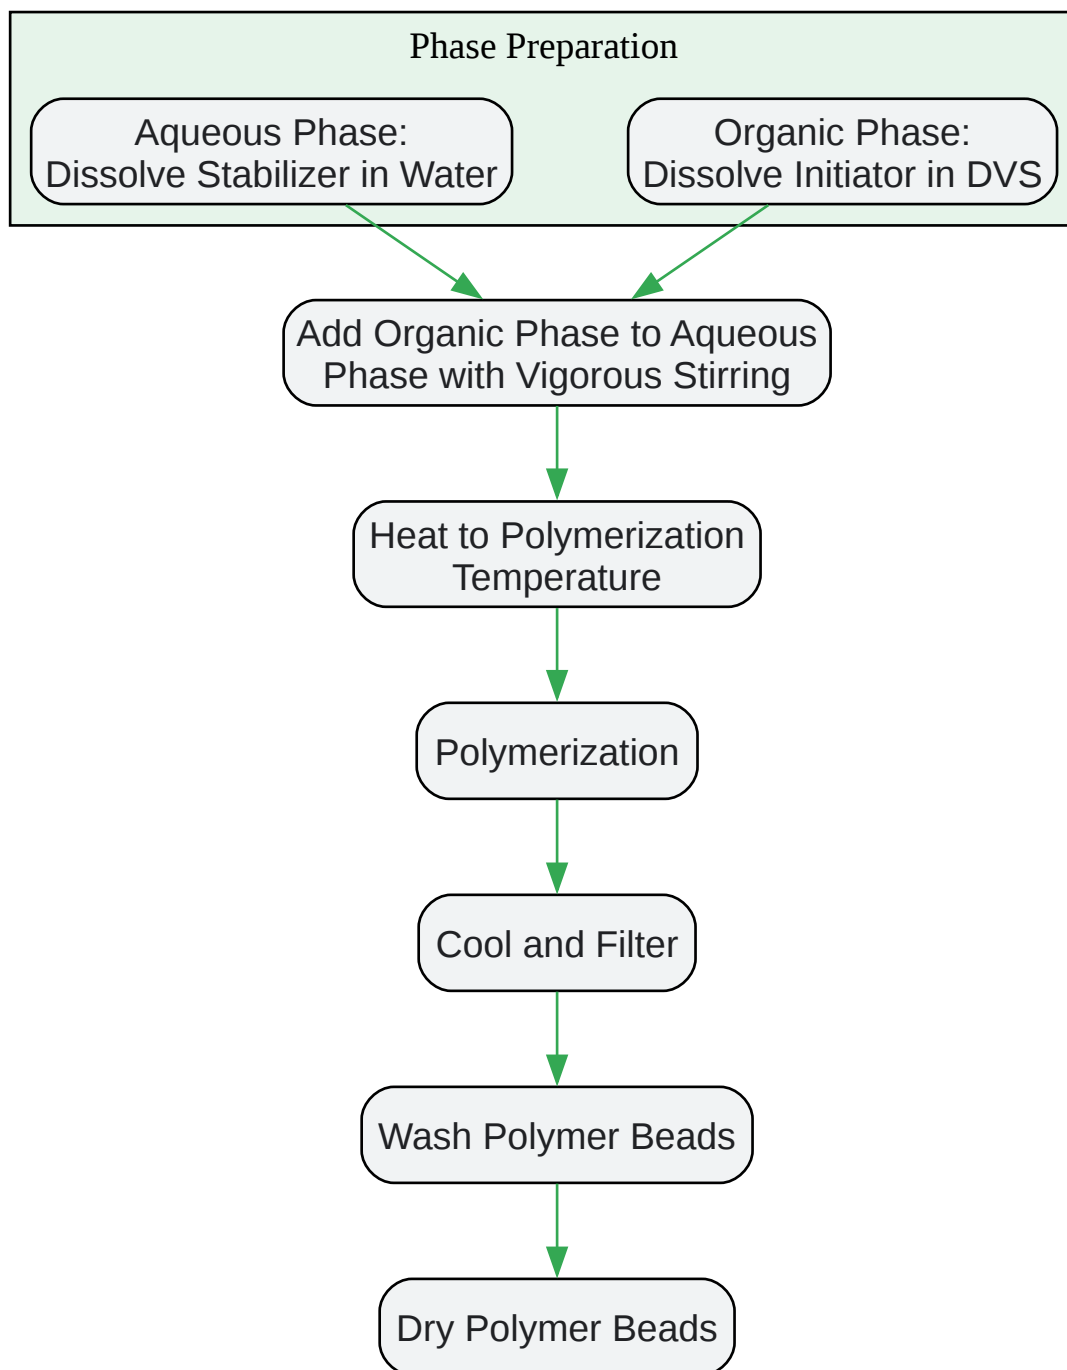 Phase Preparation
Aqueous Phase:
Dissolve Stabilizer in Water
Organic Phase:
Dissolve Initiator in DVS
Add Organic Phase to Aqueous
Phase with Vigorous Stirring
Heat to Polymerization
Temperature
Polymerization
Cool and Filter
Wash Polymer Beads
Dry Polymer Beads